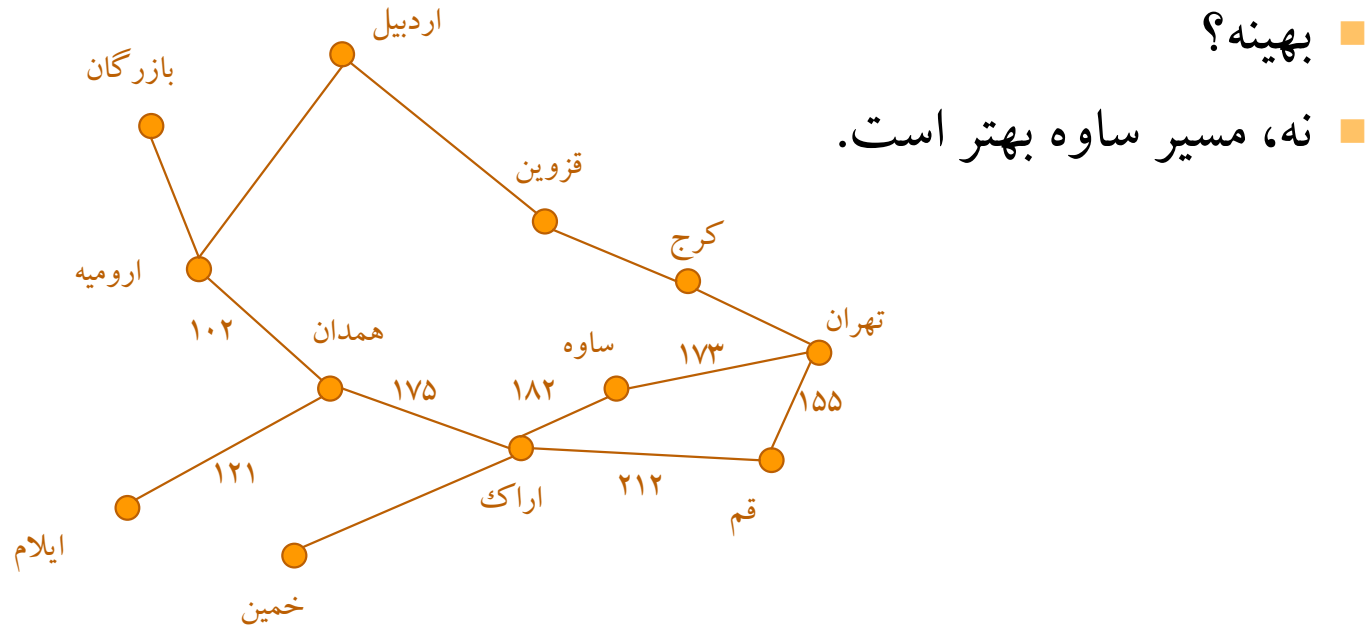 بهینه؟
نه، مسیر ساوه بهتر است.
اردبیل
بازرگان
قزوین
کرج
ارومیه
تهران
۱۰۲
همدان
ساوه
۱۷۳
۱۷۵
۱۸۲
۱۵۵
۱۲۱
۲۱۲
اراك
قم
ایلام
خمین